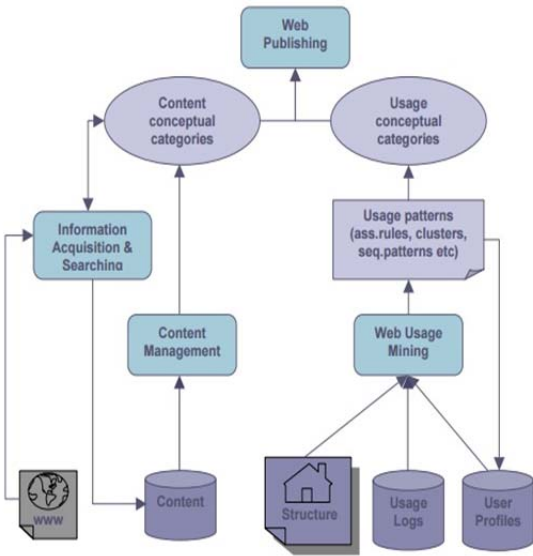 Web
Publishing
Content
conceptual
categories
Usage
conceptual
categories
Information
Acquisition &
Searching
Usage patterns
(ass.rules, clusters,
seq.patterns etc)
Content
Management
Web Usage
Mining
www
Content
Structure
Usage
Logs
User
Profiles